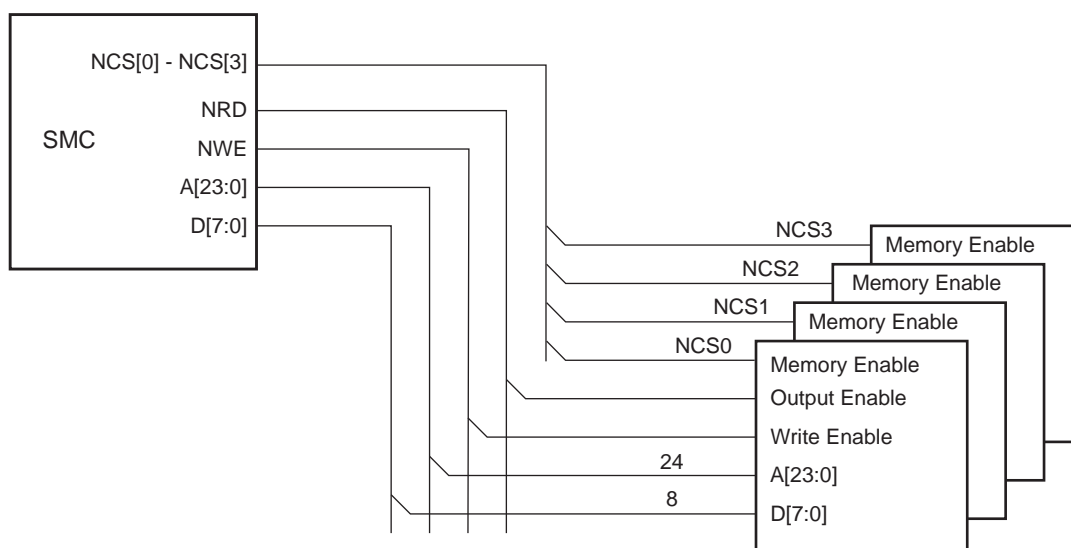 NCS[0] - NCS[3]
NRD
SMC
NWE
A[23:0]
D[7:0]
NCS3
Memory Enable
NCS2
Memory Enable
NCS1
Memory Enable
NCS0
Memory Enable
Output Enable
Write Enable
24
A[23:0]
8
D[7:0]